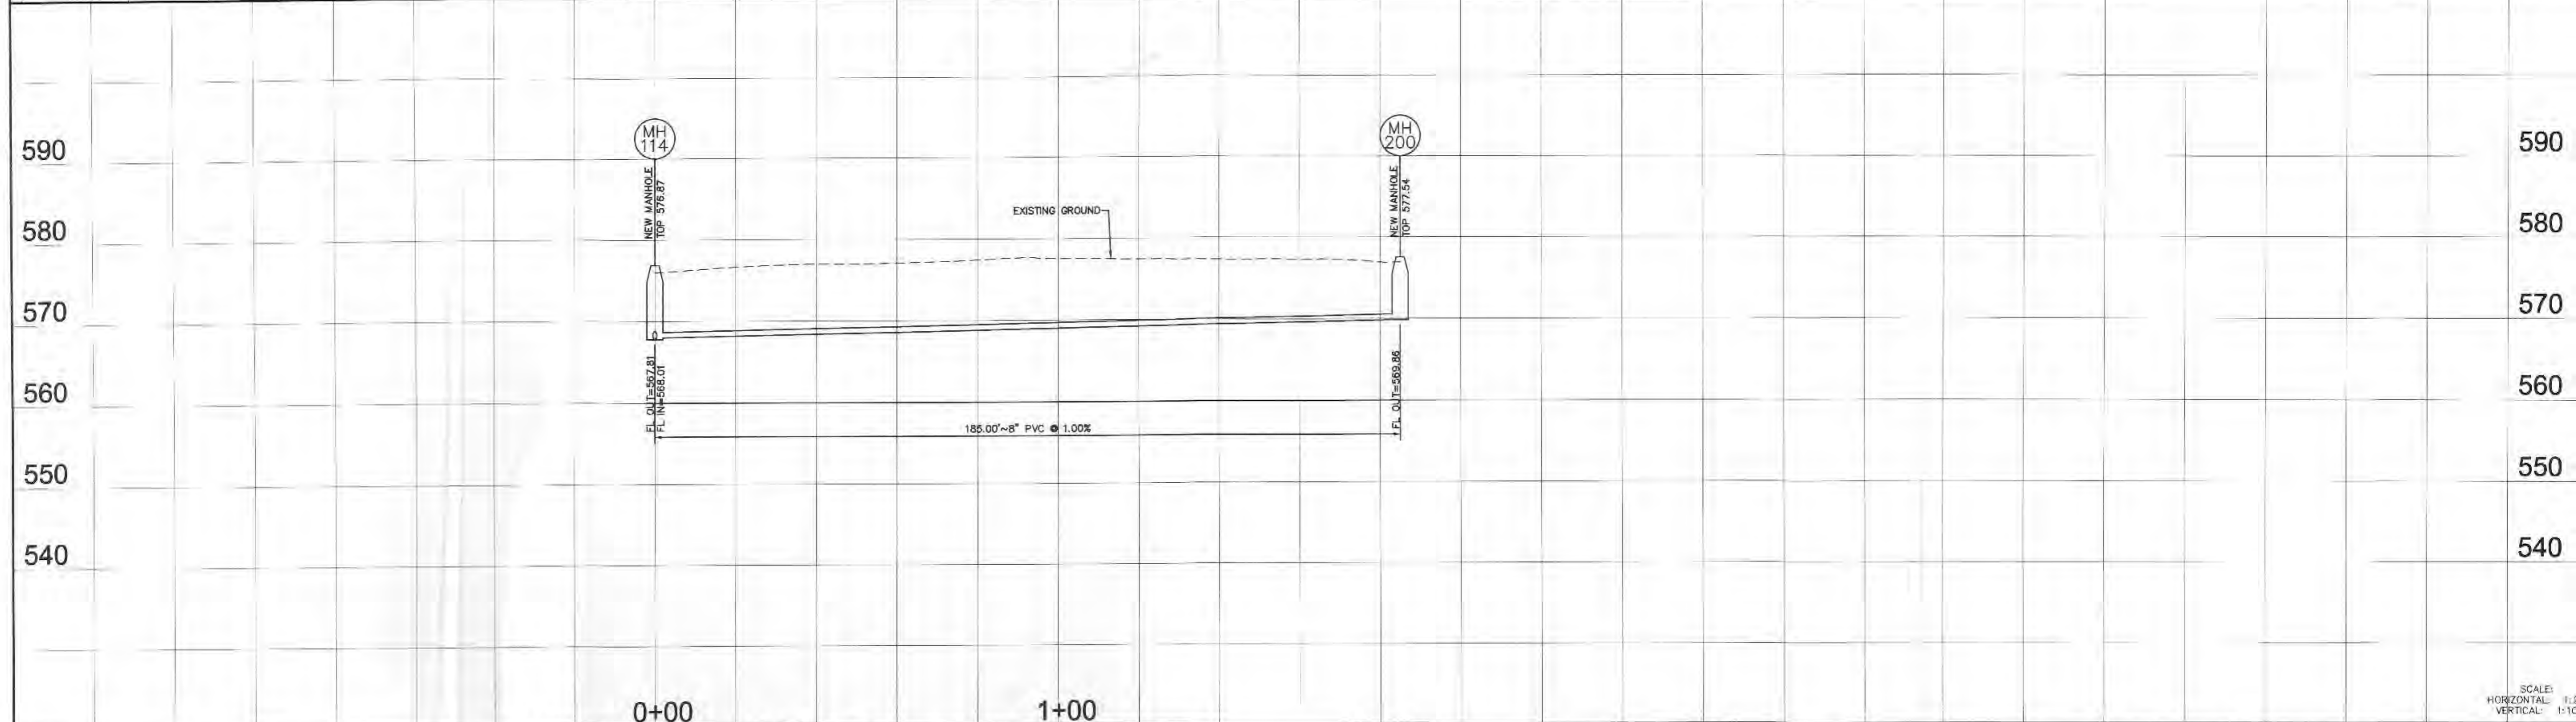 MH
114
MH
200
590
590
NEW MANHOLE
TOP 576.87
NEW MANHOLE
TOP 577.54
EXISTING GROUND
580
580
570
570
FL OUT=567.81
FL IN=568.01
FL OUT=569.86
560
560
185.00'~8" PVC @ 1.00%
550
550
540
540
SCALE:
HORIZONTAL:
VERTICAL:
0+00
1+00